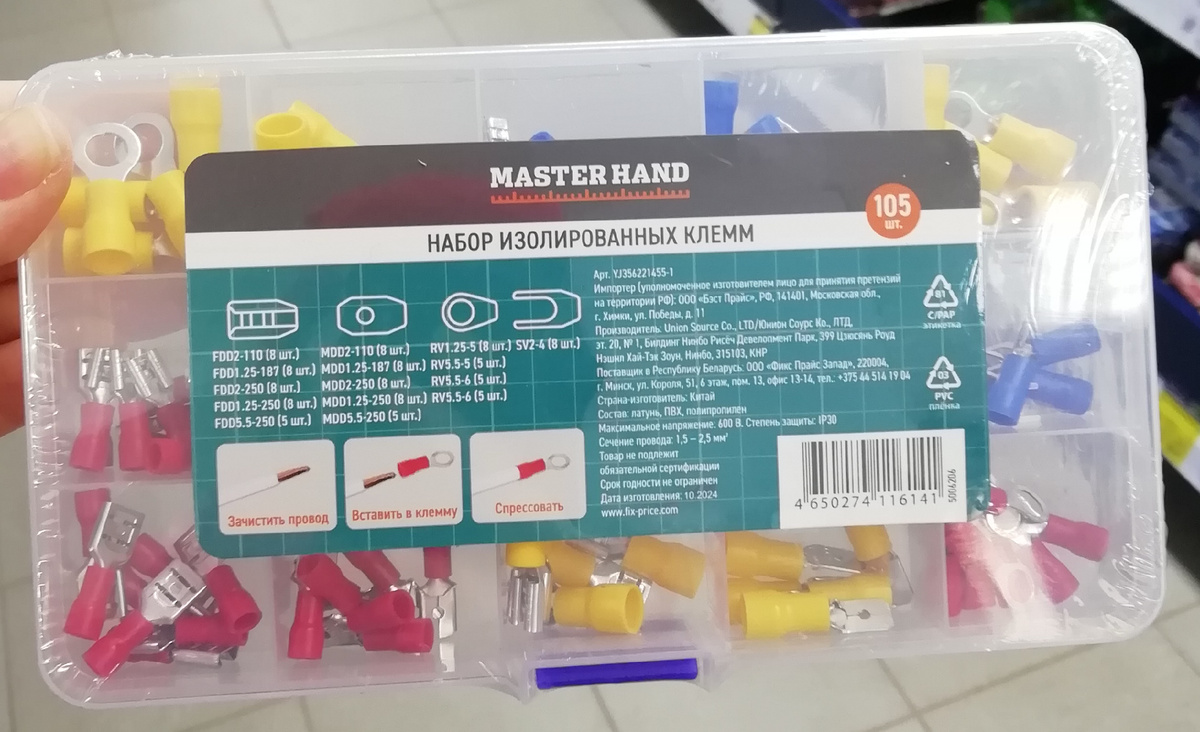 MASTER HAND
105
шт.
НАБОР ИЗОЛИРОВАННЫХ КЛЕММ
FDD2-110 (8 шт.)
FDD1.25-187 (8 шт.)
FDD2-250 (8 шт.)
FDD1.25-250 (8 шт.)
FDD5.5-250 (5 шт.)
MDD2-110 (8 шт.)
MDD1.25-187 (8 шт.)
MDD2-250 (8 шт.)
MDD1.25-250 (8 шт.)
MDD5.5-250 (5 шт.)
RV1.25-5 (8 шт.)
RV5.5-5 (5 шт.)
RV5.5-6 (5 шт.)
RV5.5-6 (5 шт.)
SV2-4 (8 шт.)
Зачистить провод
Вставить в клемму
Спрессовать
Арт. YJ356221455-1
Импортер (уполномоченное изготовителем лицо для принятия претензий
на территории РФ): ООО «Бэст Прайс», РФ, 141401, Московская обл.,
г. Химки, ул. Победы, д. 11
Производитель: Union Source Co., LTD/Юнион Соурс Ко., ЛТД,
эт. 20, № 1, Билдинг Нинбо Рисёч Девелопмент Парк, 399 Цзюсянь Роуд
Нэшнл Хай-Тэк Зоун, Нинбо, 315103, КНР
Поставщик в Республику Беларусь: ООО «Фикс Прайс Запад», 220004,
г. Минск, ул. Короля, 51, 6 этаж, пом. 13, офис 13-14, тел.: +375 44 514 19 04
Страна-изготовитель: Китай
Состав: латунь, ПВХ, полипропилен
Максимальное напряжение: 600 В. Степень защиты: IP30
Сечение провода: 1,5 – 2,5 мм²
Товар не подлежит
обязательной сертификации
Срок годности не ограничен
Дата изготовления: 10.2024
www.fix-price.com
81
C/PAP
этикетка
03
PVC
плёнка
4 650274 116141
5006206